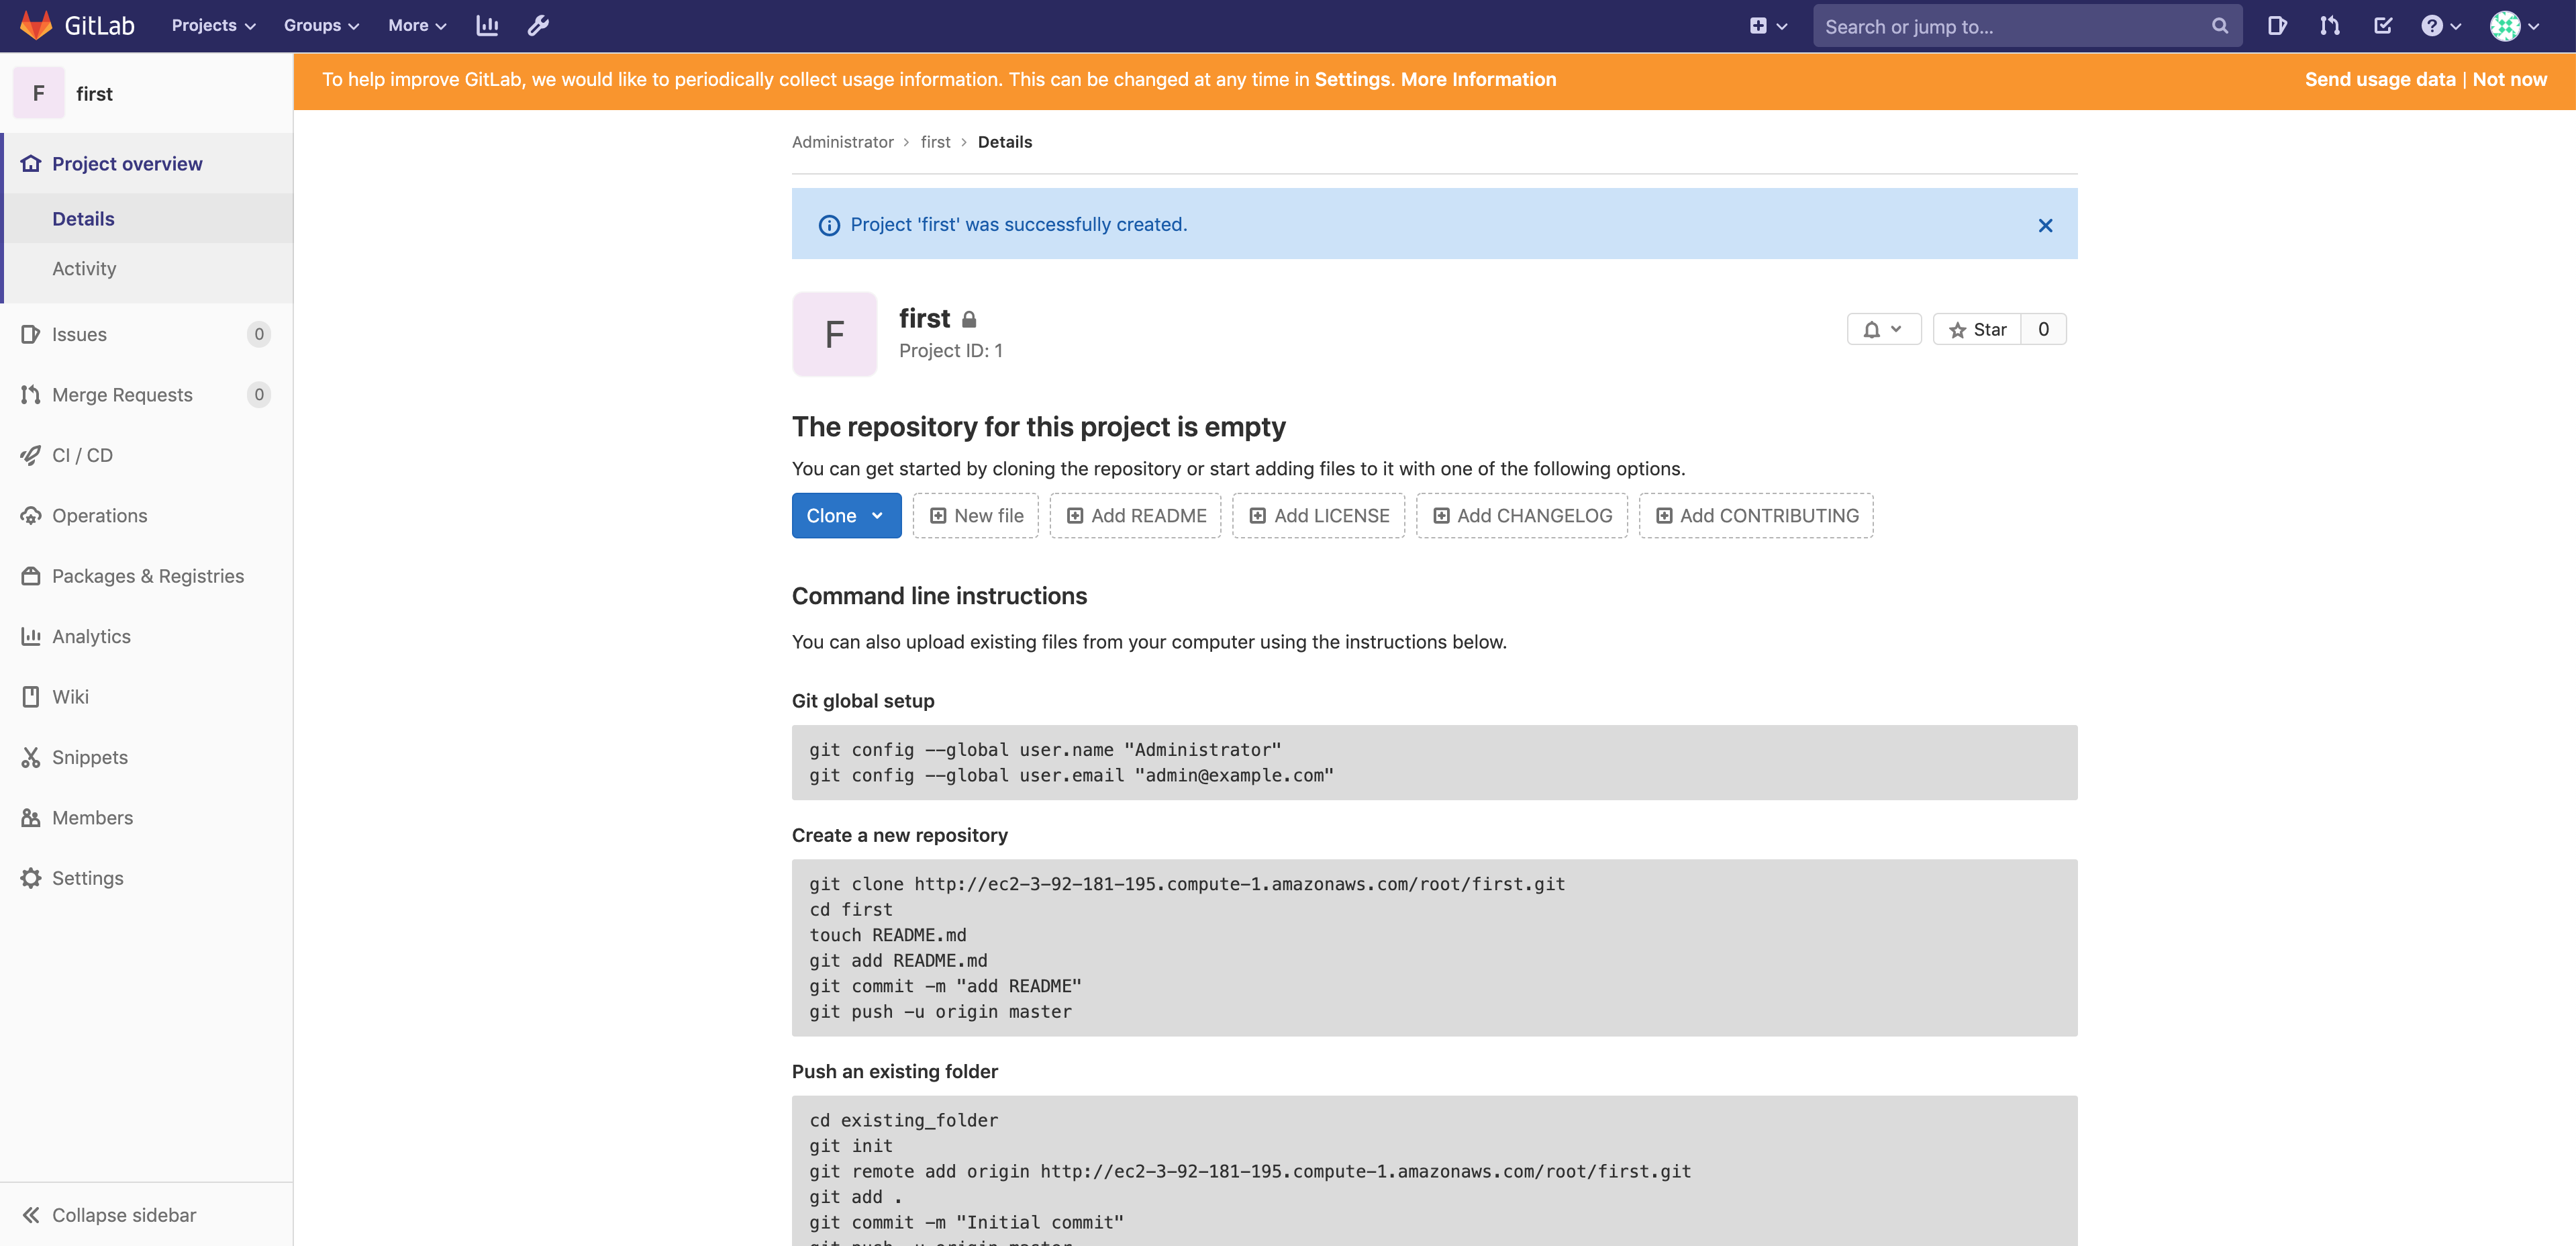 GitLab Projects Groups More Search or jump to...
F first
To help improve GitLab, we would like to periodically collect usage information. This can be changed at any time in Settings. More Information Send usage data | Not now
Project overview
Details
Activity
Issues 0
Merge Requests 0
CI / CD
Operations
Packages & Registries
Analytics
Wiki
Snippets
Members
Settings
Collapse sidebar
Administrator > first > Details
Project 'first' was successfully created.
F
first
Project ID: 1
Star 0
The repository for this project is empty
You can get started by cloning the repository or start adding files to it with one of the following options.
Clone New file Add README Add LICENSE Add CHANGELOG Add CONTRIBUTING
Command line instructions
You can also upload existing files from your computer using the instructions below.
Git global setup
git config --global user.name "Administrator"
git config --global user.email "admin@example.com"
Create a new repository
git clone http://ec2-3-92-181-195.compute-1.amazonaws.com/root/first.git
cd first
touch README.md
git add README.md
git commit -m "add README"
git push -u origin master
Push an existing folder
cd existing_folder
git init
git remote add origin http://ec2-3-92-181-195.compute-1.amazonaws.com/root/first.git
git add .
git commit -m "Initial commit"
git push -u origin master